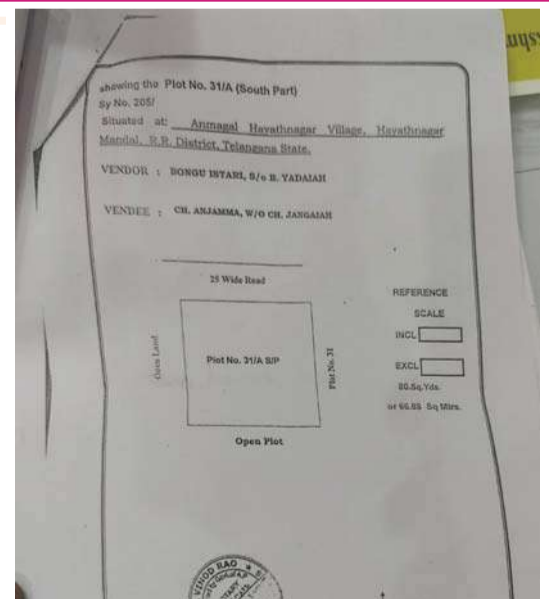 showing the Plot No. 31/A (South Part)
Sy No. 205/
Situated at: Anmagal Hayathnagar Village, Hayathnagar
Mandal, R.R. District, Telangana State.
VENDOR : BONGU ISTARI, S/o B. YADAIAH
VENDEE : CH. ANJAMMA, W/O CH. JANGAIAH
25 Wide Road
REFERENCE
SCALE
INCL
EXCL
80.Sq.Yds.
or 66.88 Sq Mtrs.
Open Land
Plot No. 31/A S/P
Plot No. 31
Open Plot
VINOD RAO